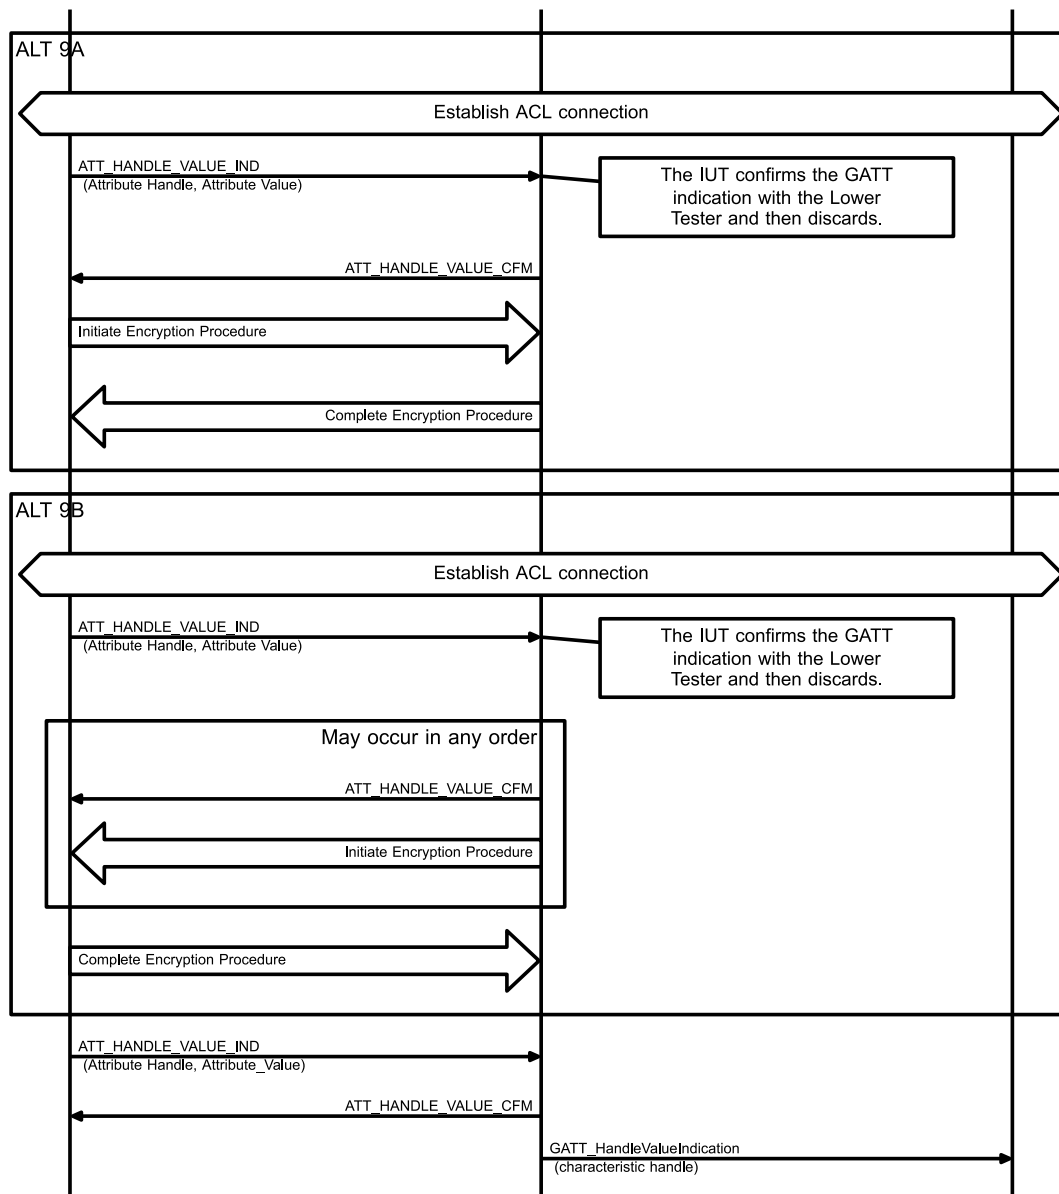 ALT 9A
Establish ACL connection
ATT_HANDLE_VALUE_IND
(Attribute Handle, Attribute Value)
The IUT confirms the GATT
indication with the Lower
Tester and then discards.
ATT_HANDLE_VALUE_CFM
Initiate Encryption Procedure
Complete Encryption Procedure
ALT 9B
Establish ACL connection
ATT_HANDLE_VALUE_IND
(Attribute Handle, Attribute Value)
The IUT confirms the GATT
indication with the Lower
Tester and then discards.
May occur in any order
ATT_HANDLE_VALUE_CFM
Initiate Encryption Procedure
Complete Encryption Procedure
ATT_HANDLE_VALUE_IND
(Attribute Handle, Attribute_Value)
ATT_HANDLE_VALUE_CFM
GATT_HandleValueIndication
(characteristic handle)